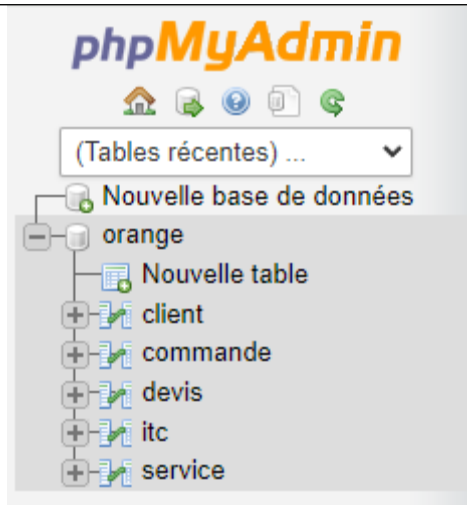 phpMyAdmin
(Tables récentes) ...
Nouvelle base de données
orange
Nouvelle table
client
commande
devis
itc
service